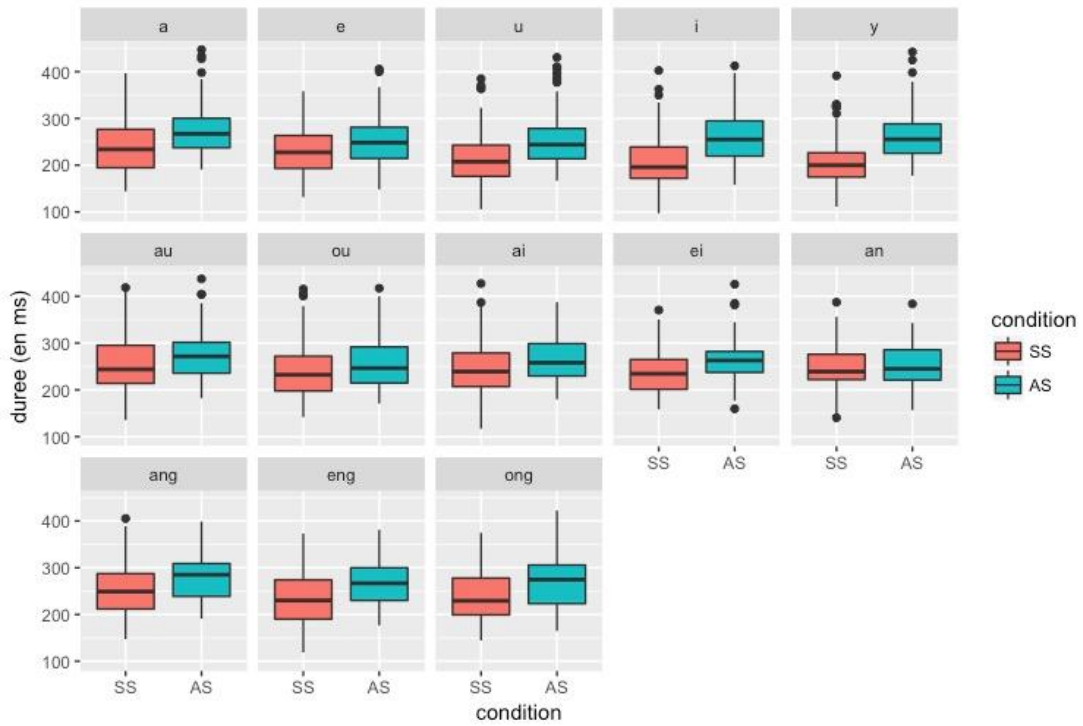 a e u i y
400
300
200
100
au ou ai ei an
400
300
200
100
SS AS SS AS
ang eng ong
400
300
200
100
SS AS SS AS SS AS
condition
duree (en ms)
condition
SS
AS